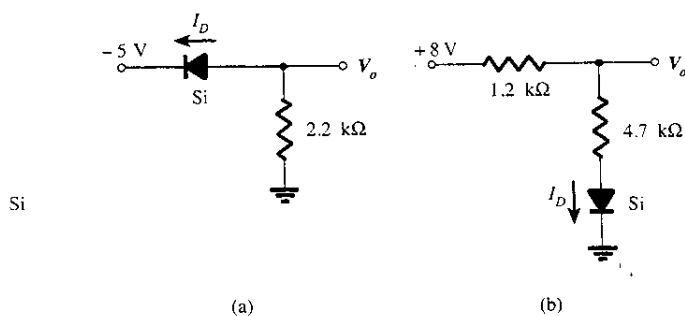 I_D
− 5 V
V_o
Si
2.2 kΩ
Si
(a)
+8 V
V_o
1.2 kΩ
4.7 kΩ
I_D
Si
(b)